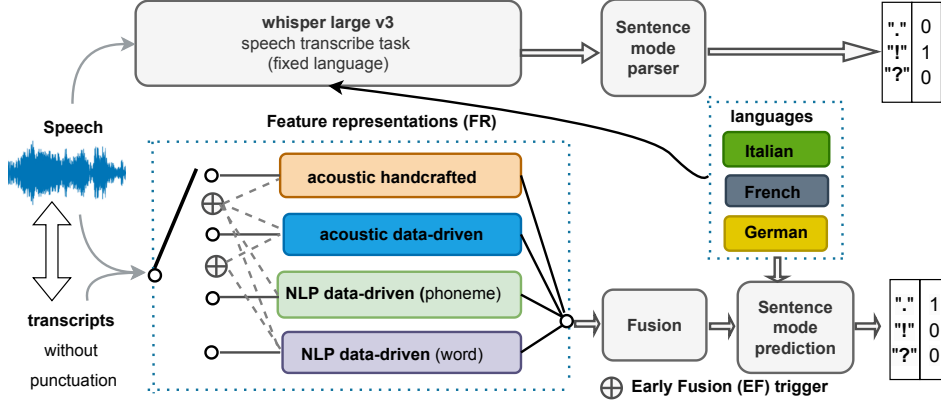 whisper large v3
speech transcribe task
(fixed language)
Sentence
mode
parser
"." 0
"!" 1
"?" 0
Speech
Feature representations (FR)
languages
Italian
French
German
acoustic handcrafted
acoustic data-driven
NLP data-driven (phoneme)
NLP data-driven (word)
transcripts
without
punctuation
Fusion
Sentence
mode
prediction
"." 1
"!" 0
"?" 0
Early Fusion (EF) trigger